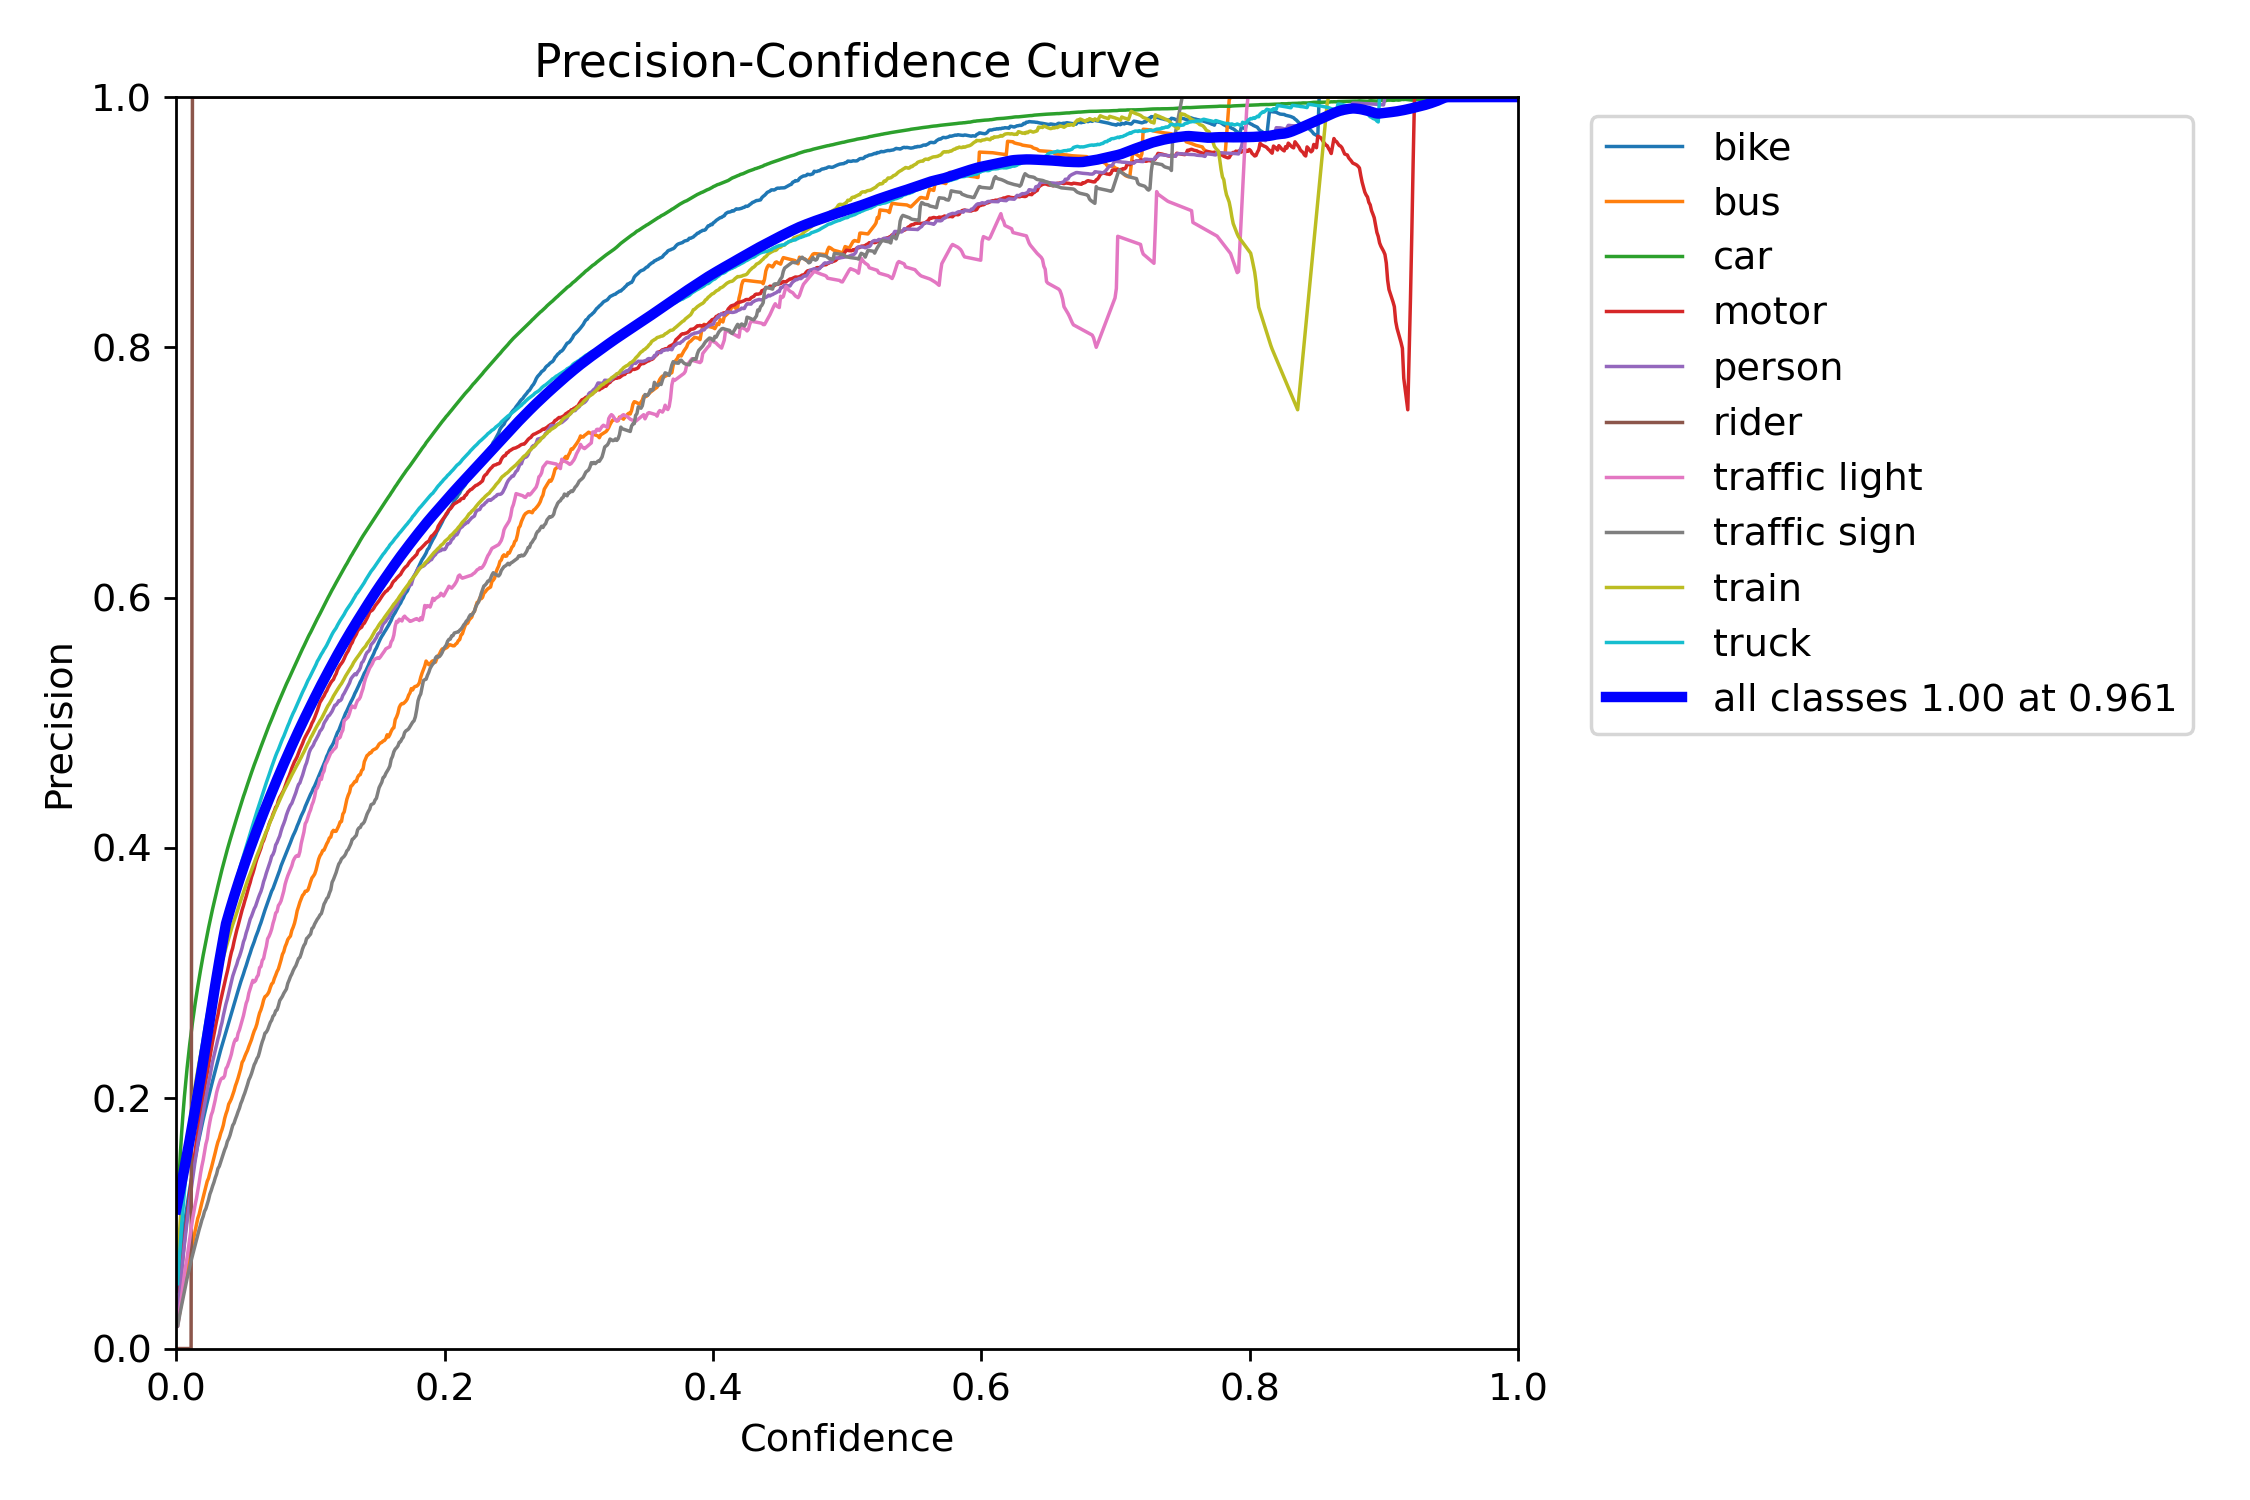 Precision-Confidence Curve
1.0
0.8
0.6
0.4
0.2
0.0
Precision
0.0 0.2 0.4 0.6 0.8 1.0
Confidence
bike
bus
car
motor
person
rider
traffic light
traffic sign
train
truck
all classes 1.00 at 0.961